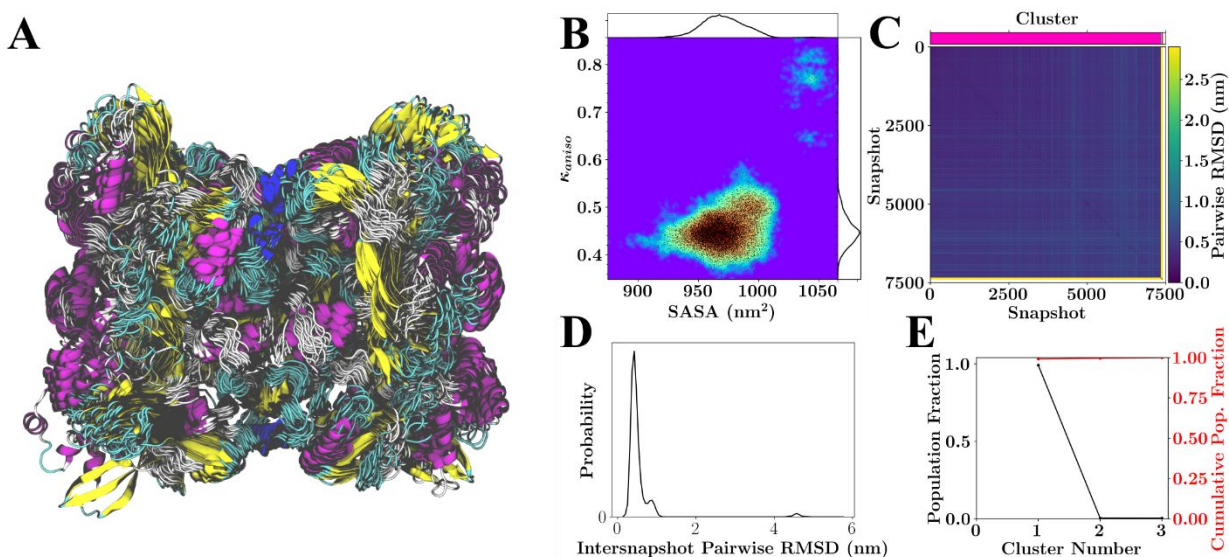 A
B
0.8
0.7
0.6
0.5
0.4
κaniso
900
950
1000
1050
SASA (nm²)
C
Cluster
0
2500
5000
7500
Snapshot
0
2500
5000
7500
Snapshot
2.5
2.0
1.5
1.0
0.5
0.0
Pairwise RMSD (nm)
D
Probability
0
0
2
4
6
Intersnapshot Pairwise RMSD (nm)
E
Population Fraction
1.0
0.5
0.0
0
1
2
3
Cluster Number
1.00
0.75
0.50
0.25
0.00
Cumulative Pop. Fraction